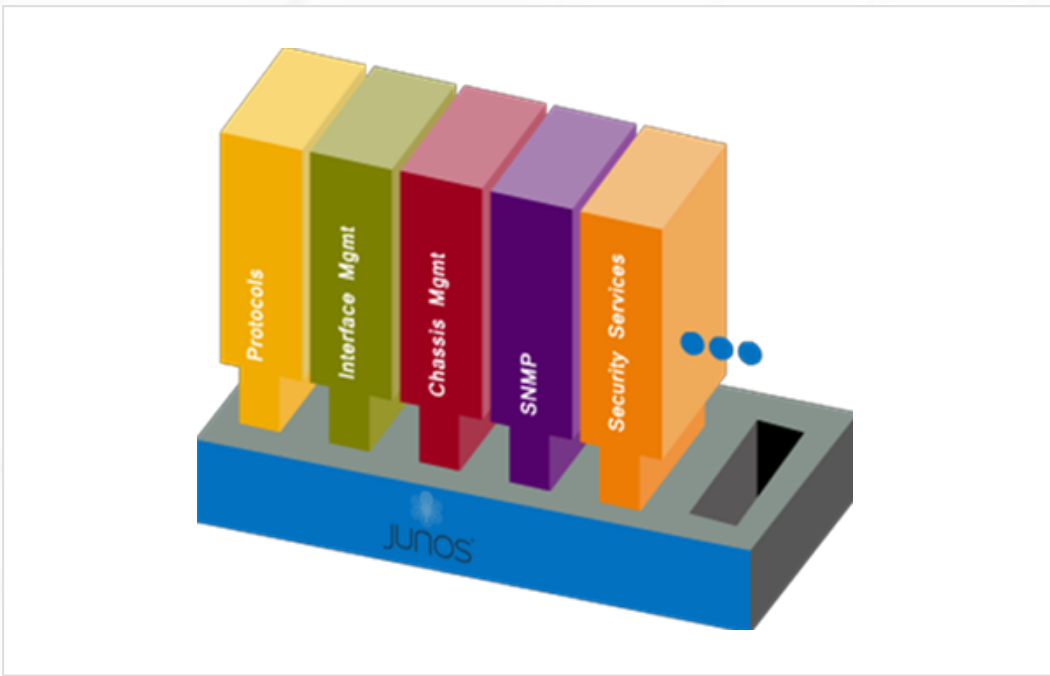 Protocols
Interface Mgmt
Chassis Mgmt
SNMP
Security Services
JUNOS®